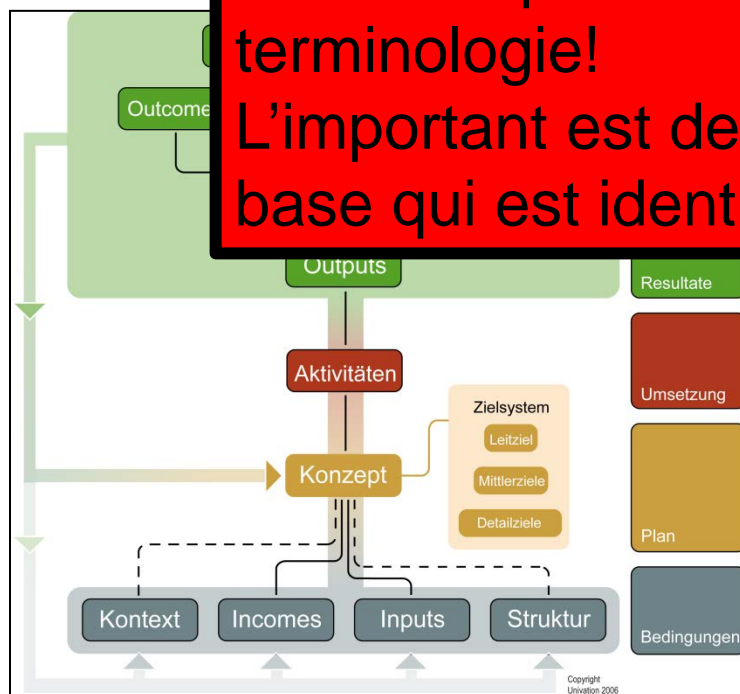 terminologie!
L'important est de
base qui est ident
Outcome
Outputs
Resultate
Aktivitäten
Umsetzung
Zielsystem
Leitziel
Mittlerziele
Detailziele
Konzept
Plan
Kontext
Incomes
Inputs
Struktur
Bedingungen
Copyright
Univation 2006